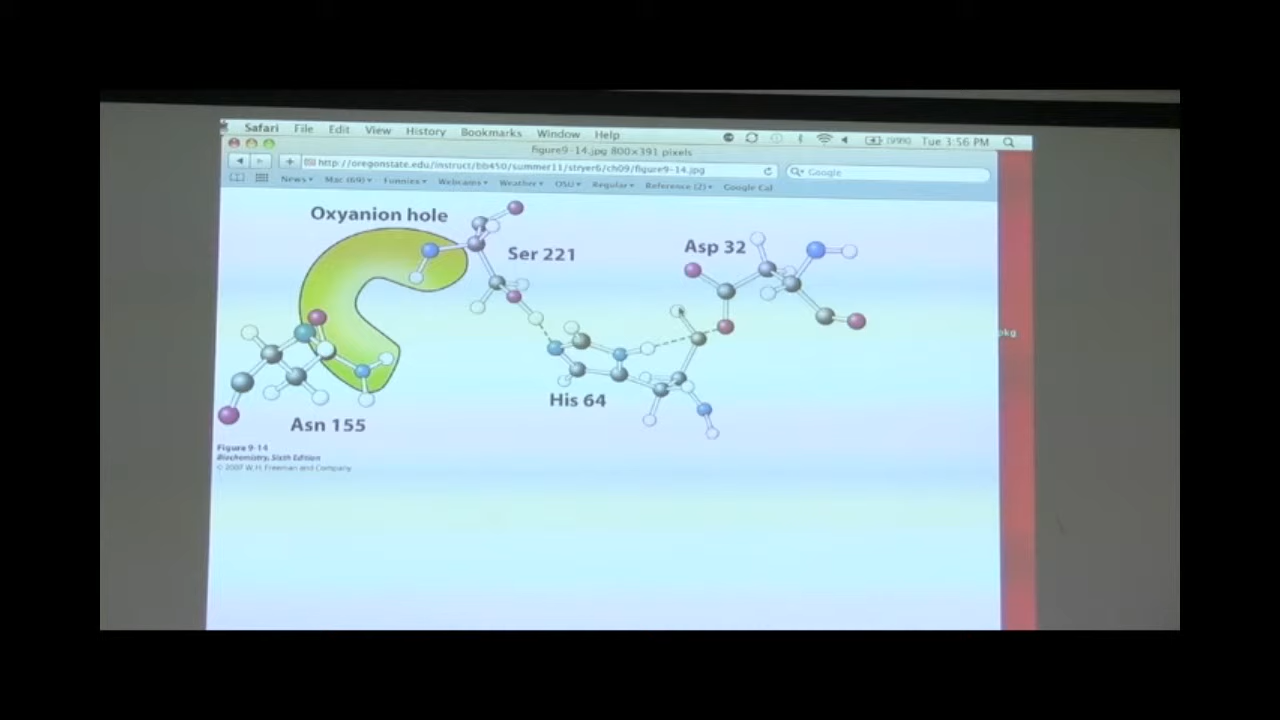 Safari File Edit View History Bookmarks Window Help (99%) Tue 3:56 PM
figure9-14.jpg 800×391 pixels
http://oregonstate.edu/instruct/bb450/summer11/stryer6/ch09/figure9-14.jpg Google
News Mac (69) Funnies Webcams Weather OSU Regular Reference (2) Google Cal
Oxyanion hole
Ser 221
Asp 32
pkg
His 64
Asn 155
Figure 9-14
Biochemistry, Sixth Edition
© 2007 W. H. Freeman and Company